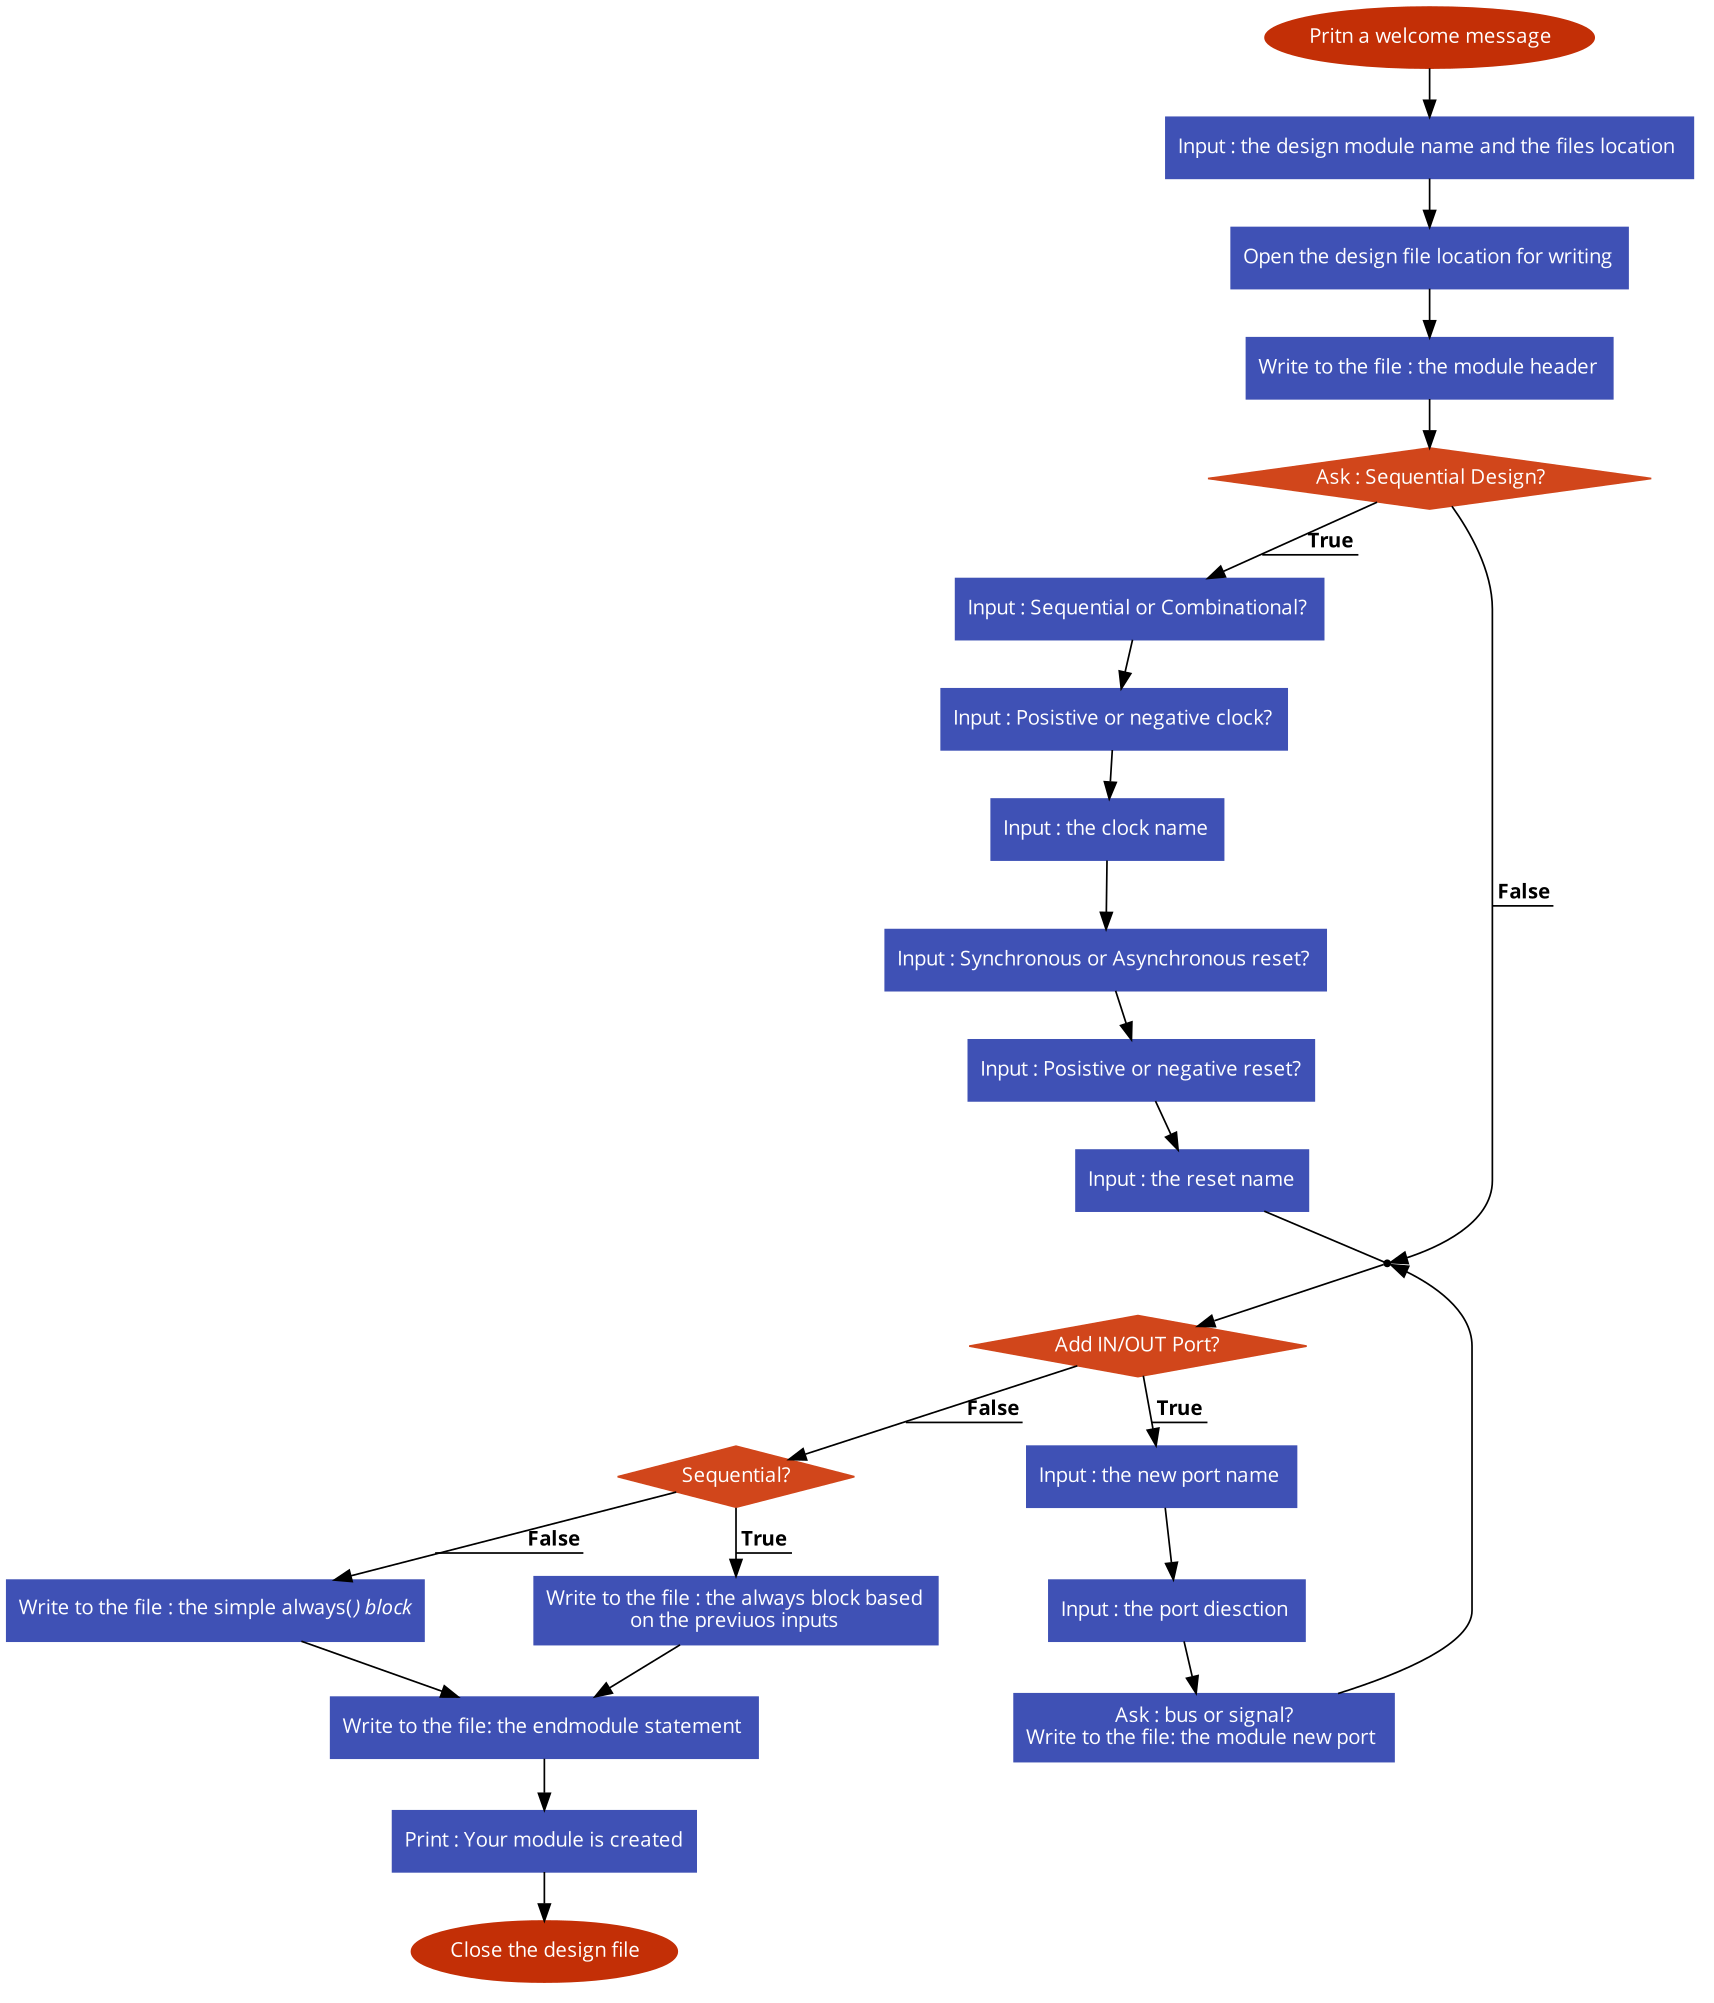 Pritn a welcome message
Input : the design module name and the files location
Open the design file location for writing
Write to the file : the module header
Ask : Sequential Design?
True
Input : Sequential or Combinational?
Input : Posistive or negative clock?
Input : the clock name
False
Input : Synchronous or Asynchronous reset?
Input : Posistive or negative reset?
Input : the reset name
Add IN/OUT Port?
False
True
Sequential?
Input : the new port name
False
True
Write to the file : the simple always() block
Write to the file : the always block based
on the previuos inputs
Input : the port diesction
Write to the file: the endmodule statement
Ask : bus or signal?
Write to the file: the module new port
Print : Your module is created
Close the design file